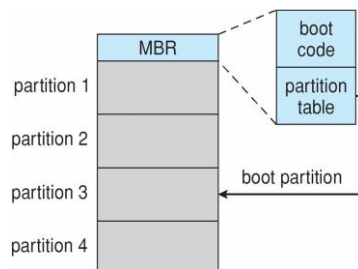 MBR
boot
code
partition
table
partition 1
partition 2
partition 3
boot partition
partition 4